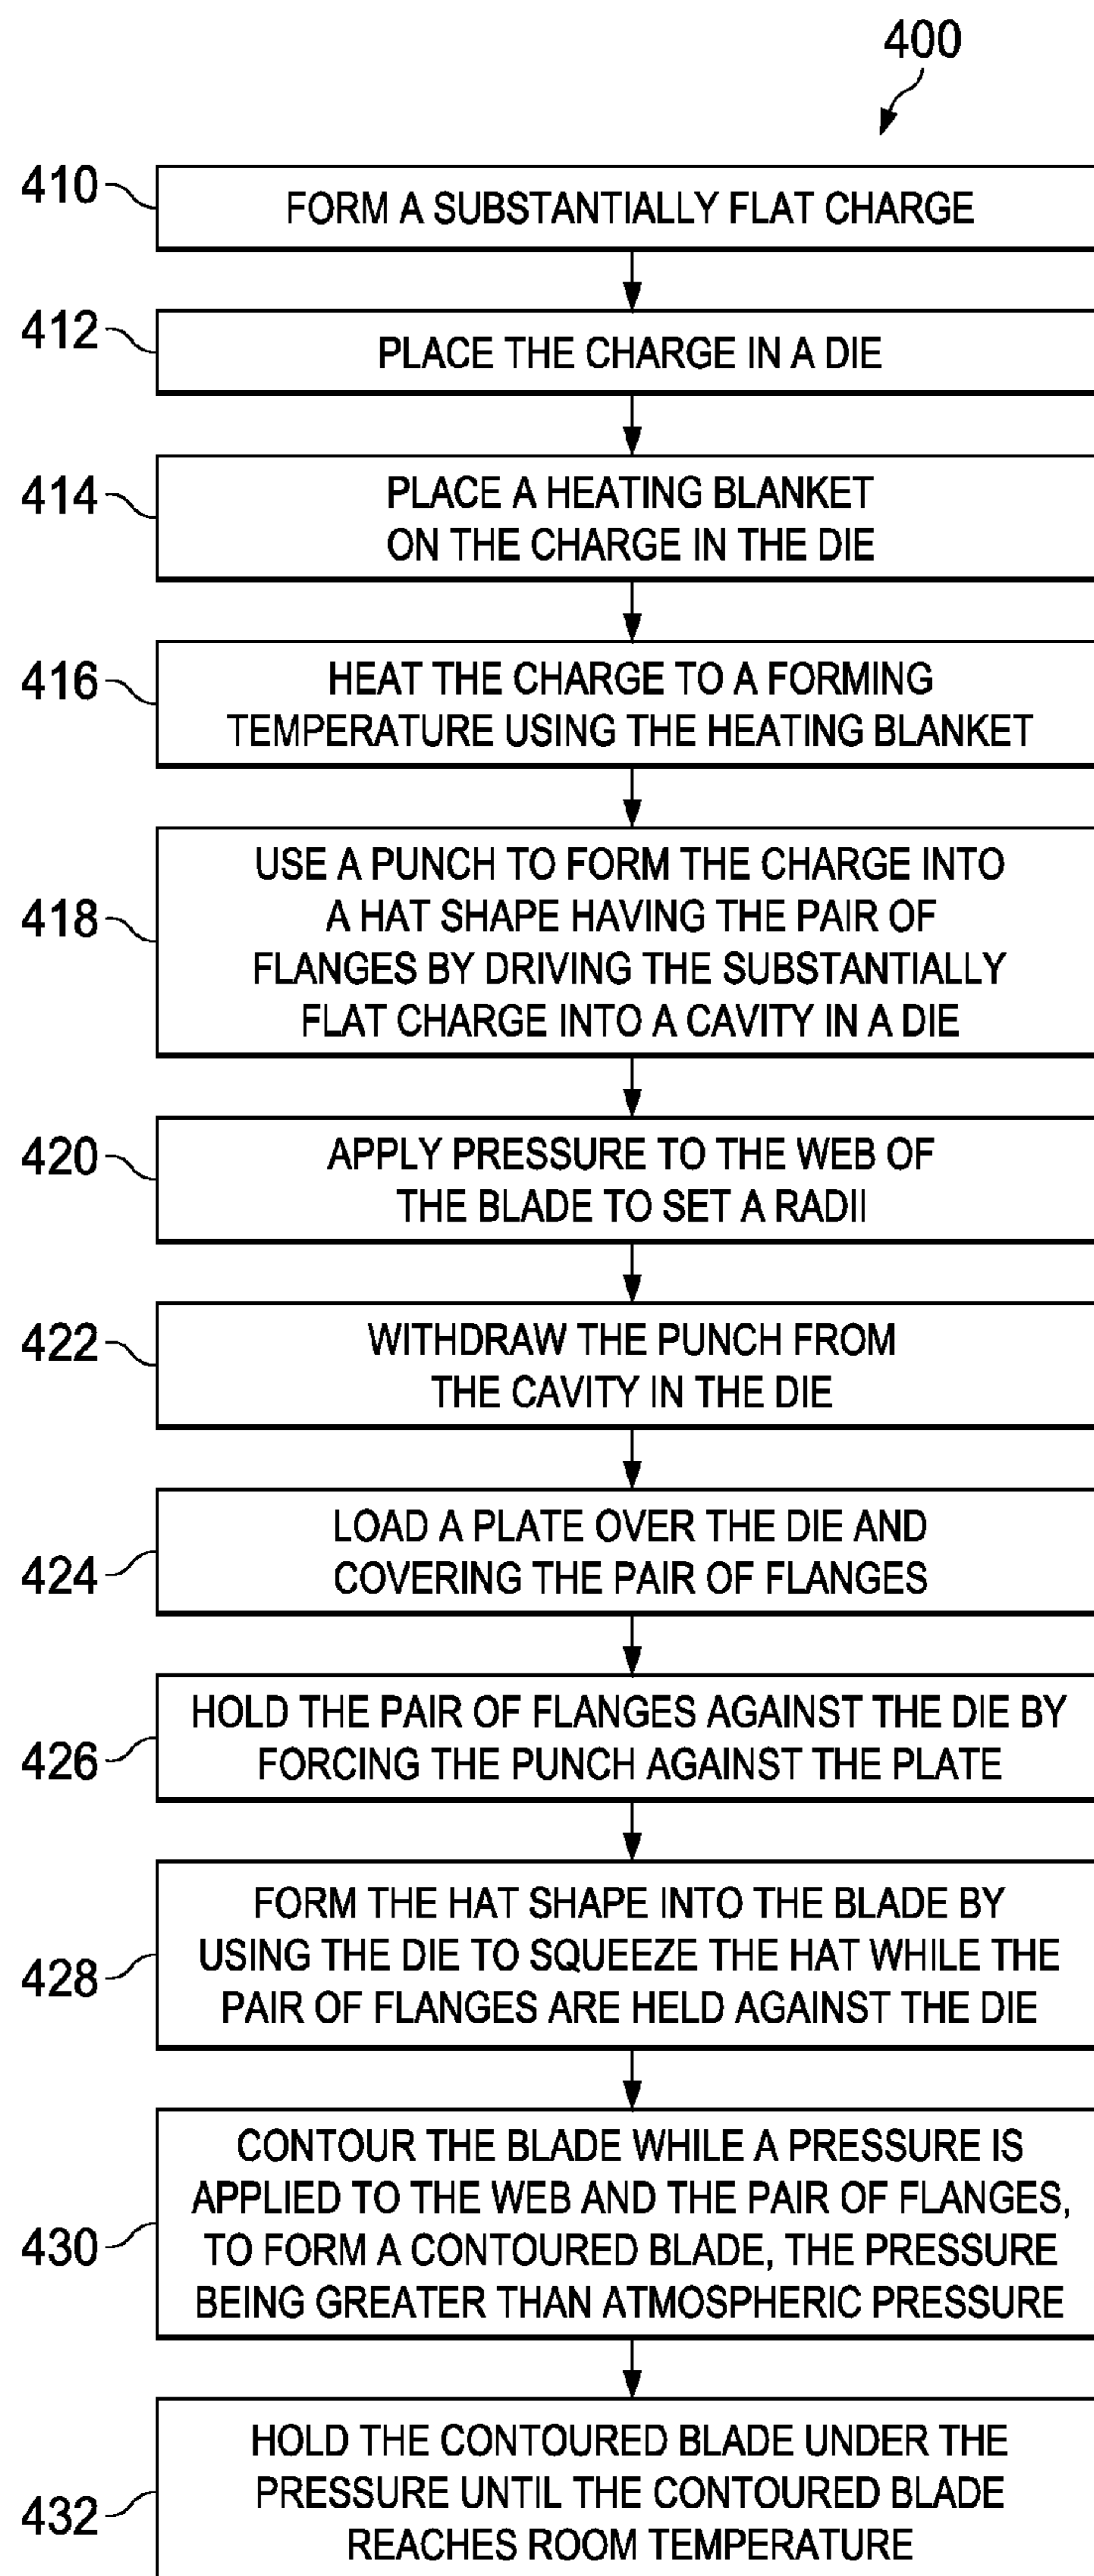 400
410
FORM A SUBSTANTIALLY FLAT CHARGE
412
PLACE THE CHARGE IN A DIE
414
PLACE A HEATING BLANKET
ON THE CHARGE IN THE DIE
416
HEAT THE CHARGE TO A FORMING
TEMPERATURE USING THE HEATING BLANKET
418
USE A PUNCH TO FORM THE CHARGE INTO
A HAT SHAPE HAVING THE PAIR OF
FLANGES BY DRIVING THE SUBSTANTIALLY
FLAT CHARGE INTO A CAVITY IN A DIE
420
APPLY PRESSURE TO THE WEB OF
THE BLADE TO SET A RADII
422
WITHDRAW THE PUNCH FROM
THE CAVITY IN THE DIE
424
LOAD A PLATE OVER THE DIE AND
COVERING THE PAIR OF FLANGES
426
HOLD THE PAIR OF FLANGES AGAINST THE DIE BY
FORCING THE PUNCH AGAINST THE PLATE
428
FORM THE HAT SHAPE INTO THE BLADE BY
USING THE DIE TO SQUEEZE THE HAT WHILE THE
PAIR OF FLANGES ARE HELD AGAINST THE DIE
430
CONTOUR THE BLADE WHILE A PRESSURE IS
APPLIED TO THE WEB AND THE PAIR OF FLANGES,
TO FORM A CONTOURED BLADE, THE PRESSURE
BEING GREATER THAN ATMOSPHERIC PRESSURE
432
HOLD THE CONTOURED BLADE UNDER THE
PRESSURE UNTIL THE CONTOURED BLADE
REACHES ROOM TEMPERATURE